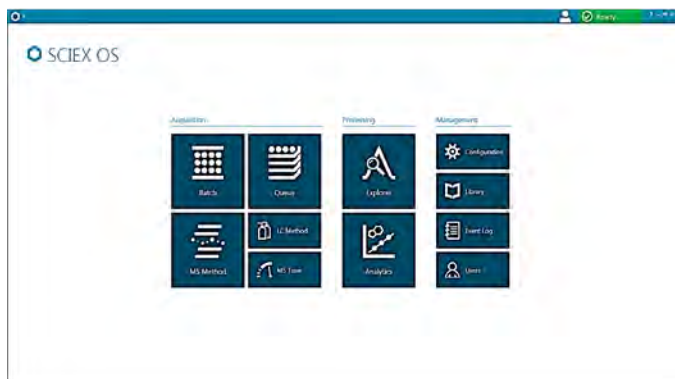 Ready
SCIEX OS
Acquisition
Processing
Management
Batch
Queue
Explorer
Configuration
Library
MS Method
LC Method
MS Tune
Analytics
Event Log
Users